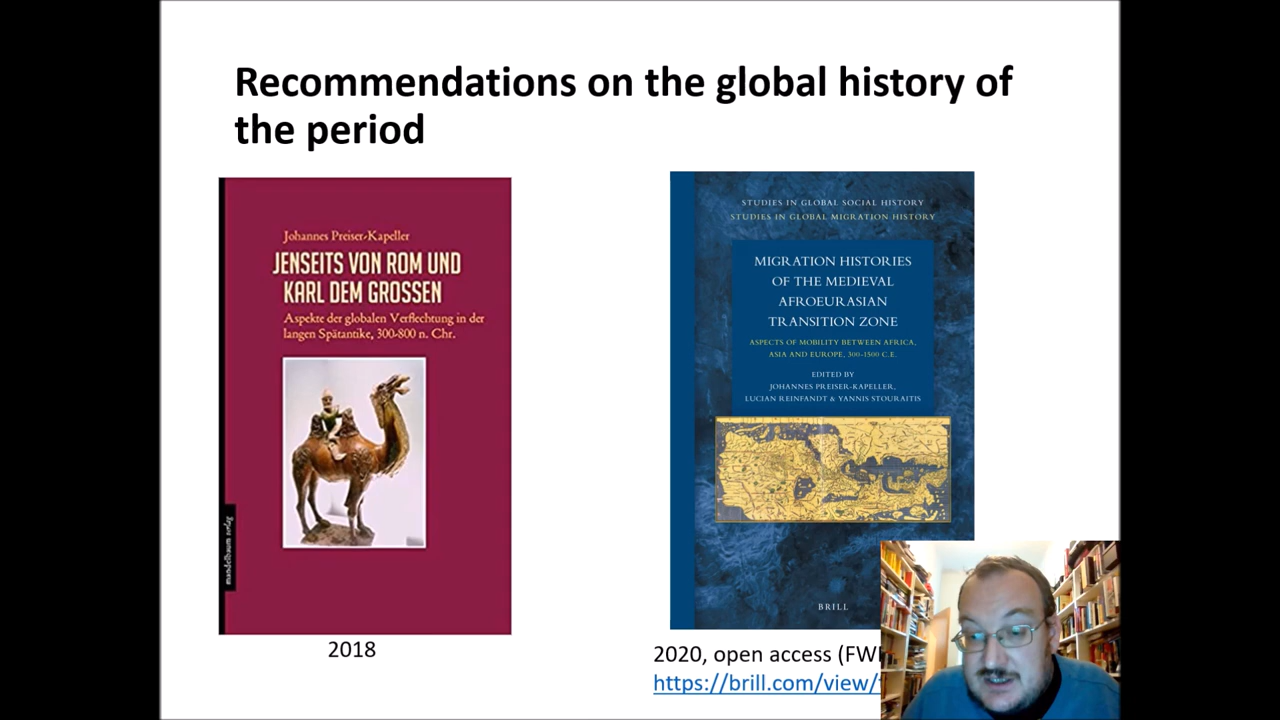 Recommendations on the global history of
the period
Johannes Preiser-Kapeller
JENSEITS VON ROM UND
KARL DEM GROSSEN
Aspekte der globalen Verflechtung in der
langen Spätantike, 300-800 n. Chr.
mandelbaum verlag
2018
STUDIES IN GLOBAL SOCIAL HISTORY
STUDIES IN GLOBAL MIGRATION HISTORY
MIGRATION HISTORIES
OF THE MEDIEVAL
AFROEURASIAN
TRANSITION ZONE
ASPECTS OF MOBILITY BETWEEN AFRICA,
ASIA AND EUROPE, 300-1500 C.E.
EDITED BY
JOHANNES PREISER-KAPELLER,
LUCIAN REINFANDT & YANNIS STOURAITIS
BRILL
2020, open access (FW
https://brill.com/view/